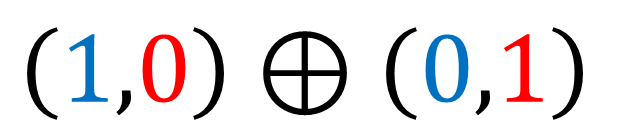 (1,0) ⊕ (0,1)